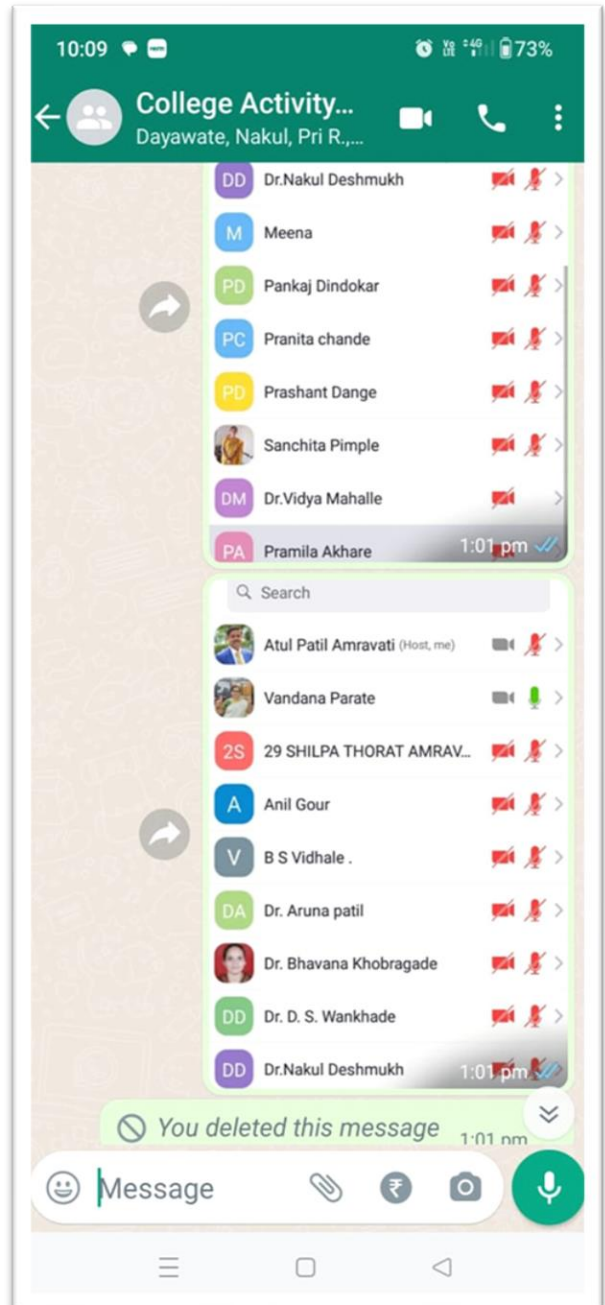 10:09 73%
College Activity...
Dayawate, Nakul, Pri R.,...
DD Dr.Nakul Deshmukh
M Meena
PD Pankaj Dindokar
PC Pranita chande
PD Prashant Dange
Sanchita Pimple
DM Dr.Vidya Mahalle
PA Pramila Akhare 1:01 pm
Search
Atul Patil Amravati (Host, me)
Vandana Parate
2S 29 SHILPA THORAT AMRAV...
A Anil Gour
V B S Vidhale .
DA Dr. Aruna patil
Dr. Bhavana Khobragade
DD Dr. D. S. Wankhade
DD Dr.Nakul Deshmukh 1:01 pm
You deleted this message 1:01 pm
Message